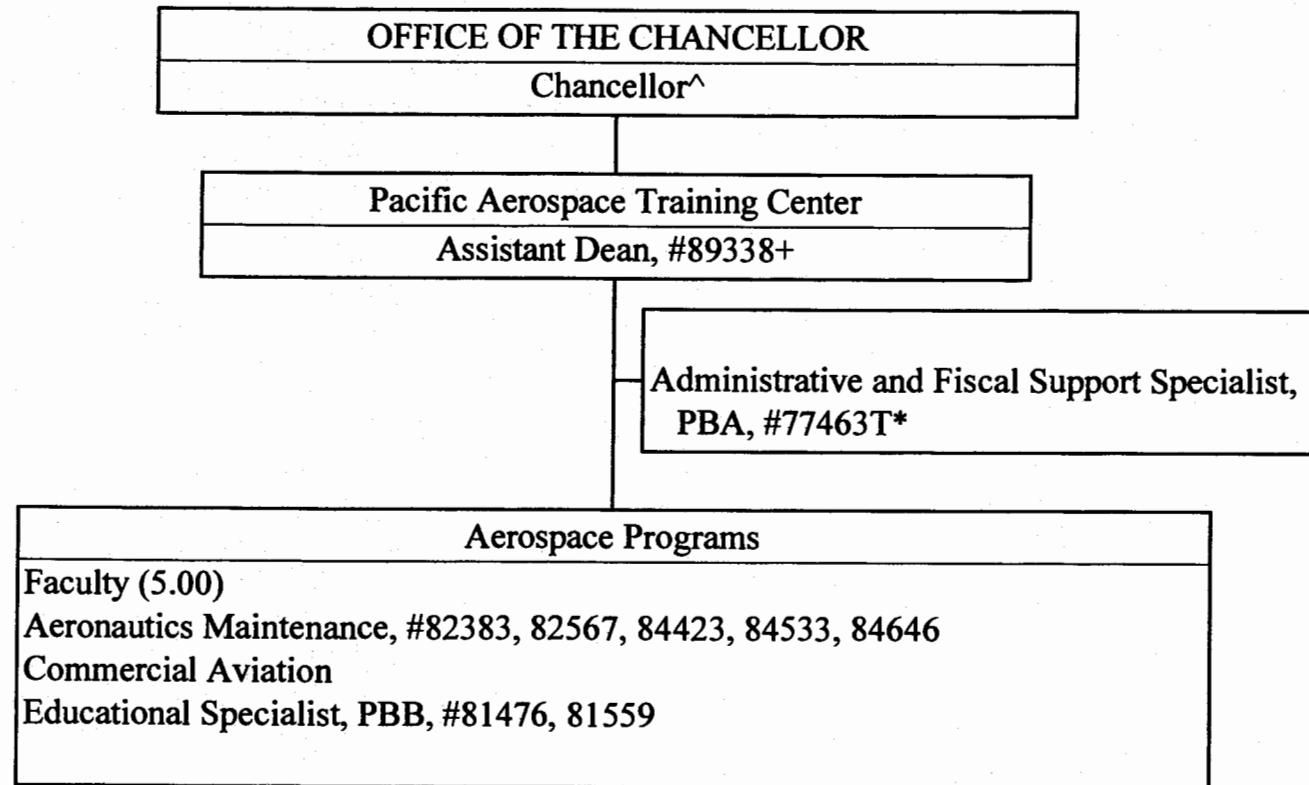 OFFICE OF THE CHANCELLOR
Chancellor^
Pacific Aerospace Training Center
Assistant Dean, #89338+
Administrative and Fiscal Support Specialist,
PBA, #77463T*
Aerospace Programs
Faculty (5.00)
Aeronautics Maintenance, #82383, 82567, 84423, 84533, 84646
Commercial Aviation
Educational Specialist, PBB, #81476, 81559